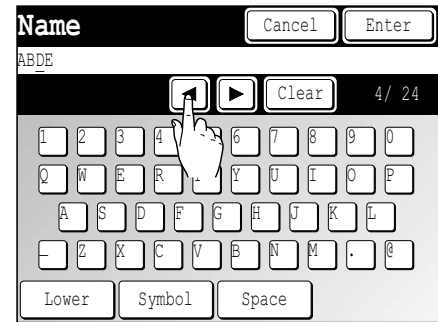 Name Cancel Enter
ABDE
Clear 4/ 24
1 2 3 4 6 7 8 9 0
Q W E R Y U I O P
A S D F G H J K L
_ Z X C V B N M . @
Lower Symbol Space